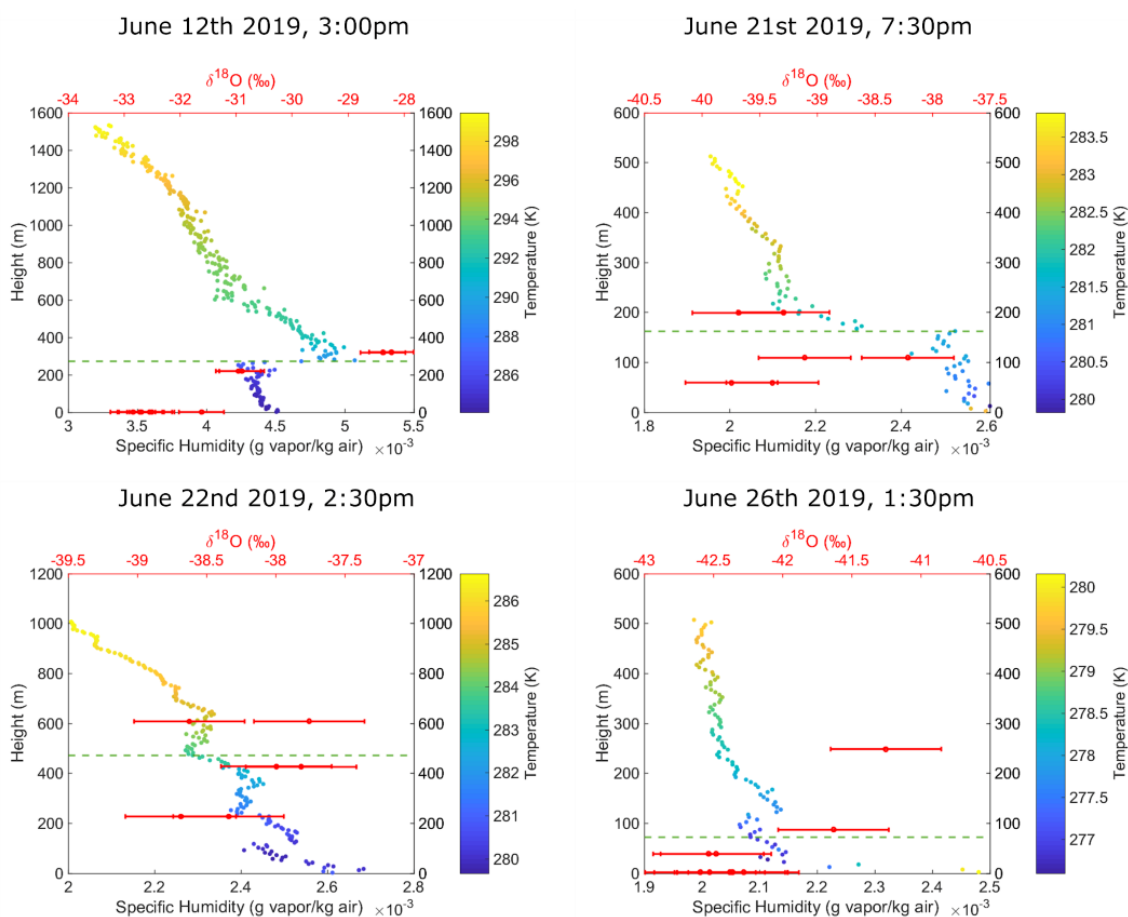 June 12th 2019, 3:00pm
δ18O (‰)
-34 -33 -32 -31 -30 -29 -28
1600 1400 1200 1000 800 600 400 200 0
Height (m)
1600 1400 1200 1000 800 600 400 200 0
298 296 294 292 290 288 286
Temperature (K)
3 3.5 4 4.5 5 5.5
Specific Humidity (g vapor/kg air) ×10-3
June 21st 2019, 7:30pm
δ18O (‰)
-40.5 -40 -39.5 -39 -38.5 -38 -37.5
600 500 400 300 200 100 0
Height (m)
600 500 400 300 200 100 0
283.5 283 282.5 282 281.5 281 280.5 280
Temperature (K)
1.8 2 2.2 2.4 2.6
Specific Humidity (g vapor/kg air) ×10-3
June 22nd 2019, 2:30pm
δ18O (‰)
-39.5 -39 -38.5 -38 -37.5 -37
1200 1000 800 600 400 200 0
Height (m)
1200 1000 800 600 400 200 0
286 285 284 283 282 281 280
Temperature (K)
2 2.2 2.4 2.6 2.8
Specific Humidity (g vapor/kg air) ×10-3
June 26th 2019, 1:30pm
δ18O (‰)
-43 -42.5 -42 -41.5 -41 -40.5
600 500 400 300 200 100 0
Height (m)
600 500 400 300 200 100 0
280 279.5 279 278.5 278 277.5 277
Temperature (K)
1.9 2 2.1 2.2 2.3 2.4 2.5
Specific Humidity (g vapor/kg air) ×10-3